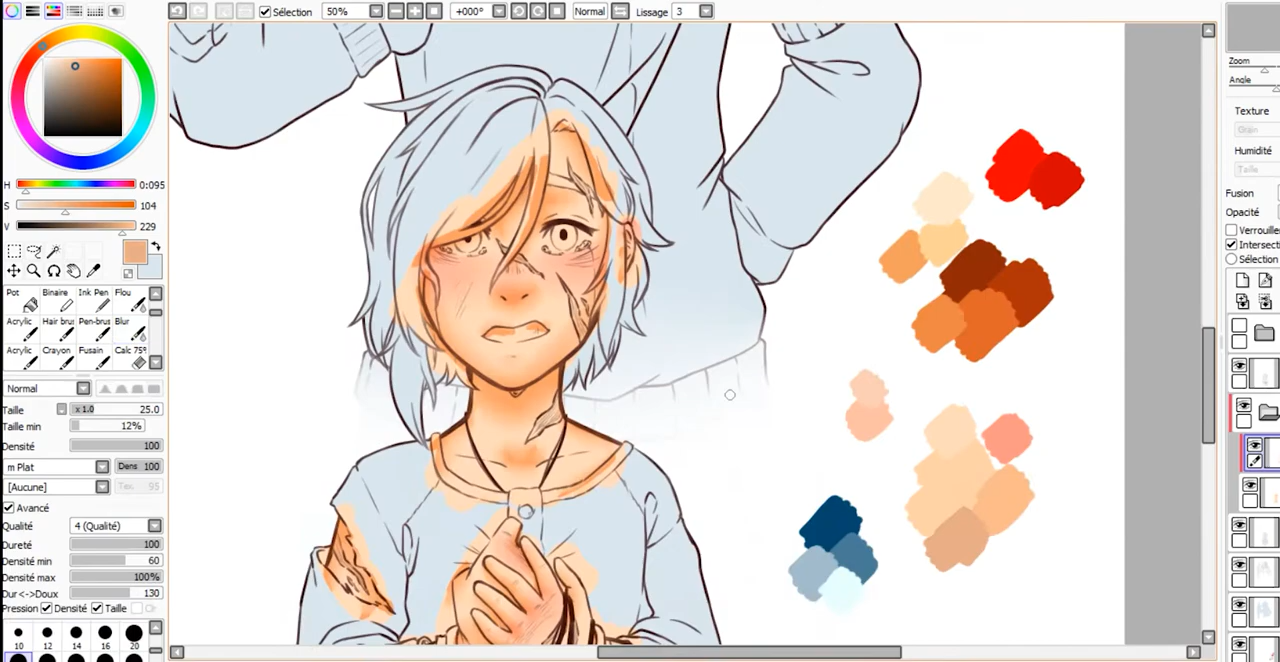 Sélection 50% +000° Normal Lissage 3
Zoom
Angle
Texture
Humidité
Taille
Fusion
Opacité
Verrouiller
Intersecti
Sélection
H 0:095
S 104
V 229
Pot Binaire Ink Pen Flou
Acrylic Hair brus Pen-brus Blur
Acrylic Crayon Fusain Calc 75%
Normal
Taille x 1.0 25.0
Taille min 12%
Densité 100
m Plat Dens 100
[Aucune] Tex. 95
Avancé
Qualité 4 (Qualité)
Dureté 100
Densité min 60
Densité max 100%
Dur <->Doux 130
Pression Densité Taille
10 12 14 16 20